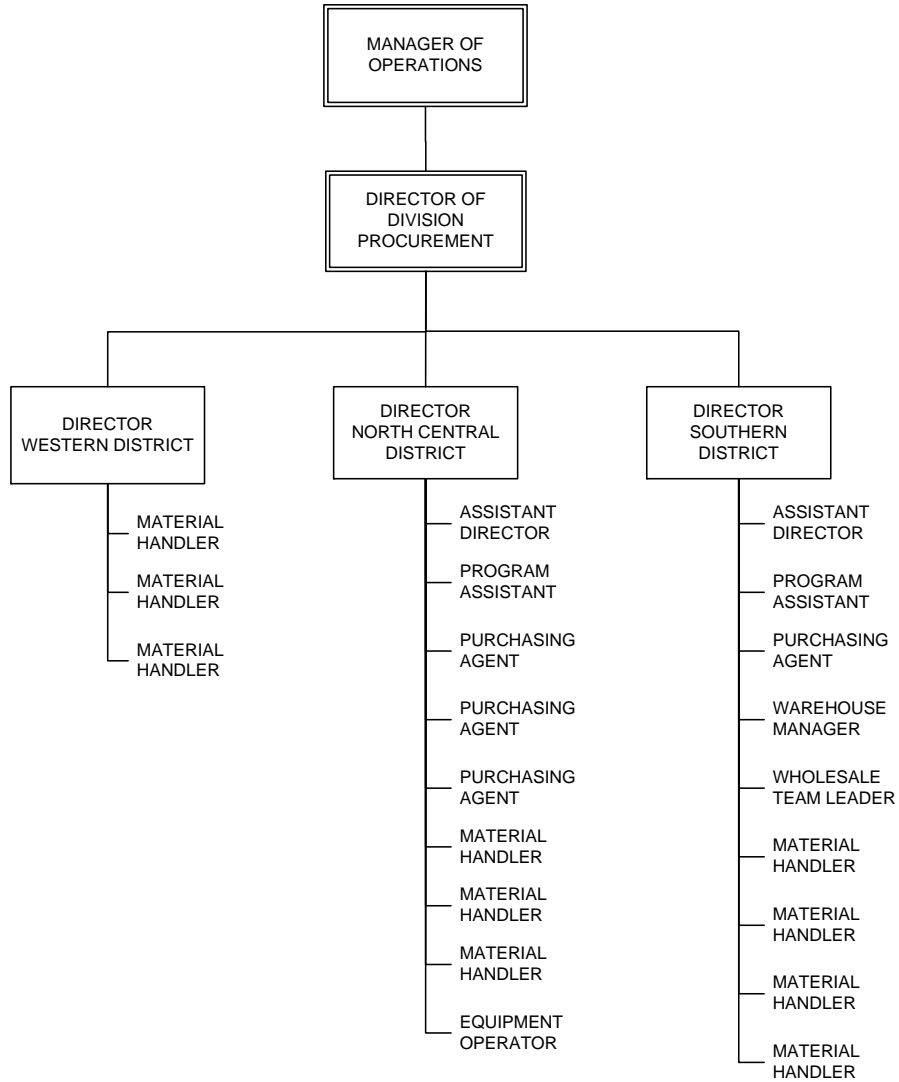 MANAGER OF
OPERATIONS
DIRECTOR OF
DIVISION
PROCUREMENT
DIRECTOR
WESTERN DISTRICT
MATERIAL
HANDLER
MATERIAL
HANDLER
MATERIAL
HANDLER
DIRECTOR
NORTH CENTRAL
DISTRICT
ASSISTANT
DIRECTOR
PROGRAM
ASSISTANT
PURCHASING
AGENT
PURCHASING
AGENT
PURCHASING
AGENT
MATERIAL
HANDLER
MATERIAL
HANDLER
MATERIAL
HANDLER
EQUIPMENT
OPERATOR
DIRECTOR
SOUTHERN
DISTRICT
ASSISTANT
DIRECTOR
PROGRAM
ASSISTANT
PURCHASING
AGENT
WAREHOUSE
MANAGER
WHOLESALE
TEAM LEADER
MATERIAL
HANDLER
MATERIAL
HANDLER
MATERIAL
HANDLER
MATERIAL
HANDLER